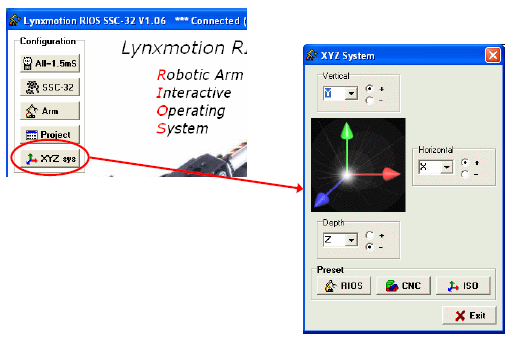 Lynxmotion RIOS SSC-32 V1.06 *** Connected (
Configuration
All=1.5mS
SSC-32
Arm
Project
XYZ sys
Lynxmotion RI
Robotic Arm
Interactive
Operating
System
XYZ System
Vertical
Y
+
-
Horizontal
X
+
-
Depth
Z
+
-
Preset
RIOS
CNC
ISO
Exit